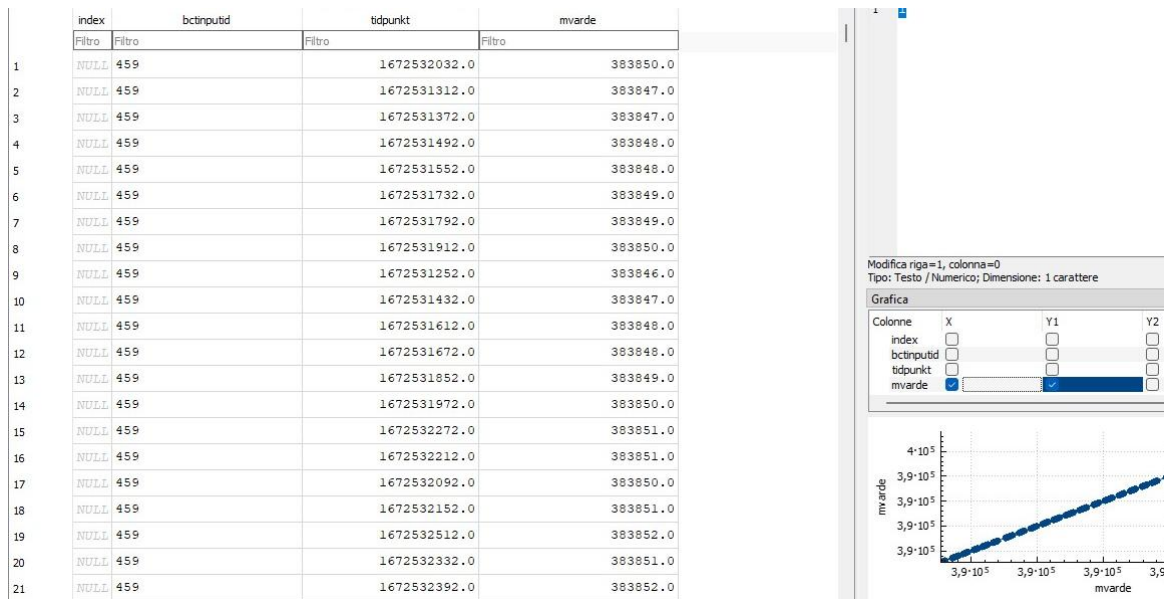 index bctinputid tidpunkt mvarde
Filtro Filtro Filtro Filtro
1 NULL 459 1672532032.0 383850.0
2 NULL 459 1672531312.0 383847.0
3 NULL 459 1672531372.0 383847.0
4 NULL 459 1672531492.0 383848.0
5 NULL 459 1672531552.0 383848.0
6 NULL 459 1672531732.0 383849.0
7 NULL 459 1672531792.0 383849.0
8 NULL 459 1672531912.0 383850.0
9 NULL 459 1672531252.0 383846.0
10 NULL 459 1672531432.0 383847.0
11 NULL 459 1672531612.0 383848.0
12 NULL 459 1672531672.0 383848.0
13 NULL 459 1672531852.0 383849.0
14 NULL 459 1672531972.0 383850.0
15 NULL 459 1672532272.0 383851.0
16 NULL 459 1672532212.0 383851.0
17 NULL 459 1672532092.0 383850.0
18 NULL 459 1672532152.0 383851.0
19 NULL 459 1672532512.0 383852.0
20 NULL 459 1672532332.0 383851.0
21 NULL 459 1672532392.0 383852.0
1 1
Modifica riga=1, colonna=0
Tipo: Testo / Numerico; Dimensione: 1 carattere
Grafica
Colonne X Y1 Y2
index
bctinputid
tidpunkt
mvarde
4·10⁵
3,9·10⁵
3,9·10⁵
3,9·10⁵
3,9·10⁵
mvarde
3,9·10⁵ 3,9·10⁵ 3,9·10⁵ 3,9
mvarde